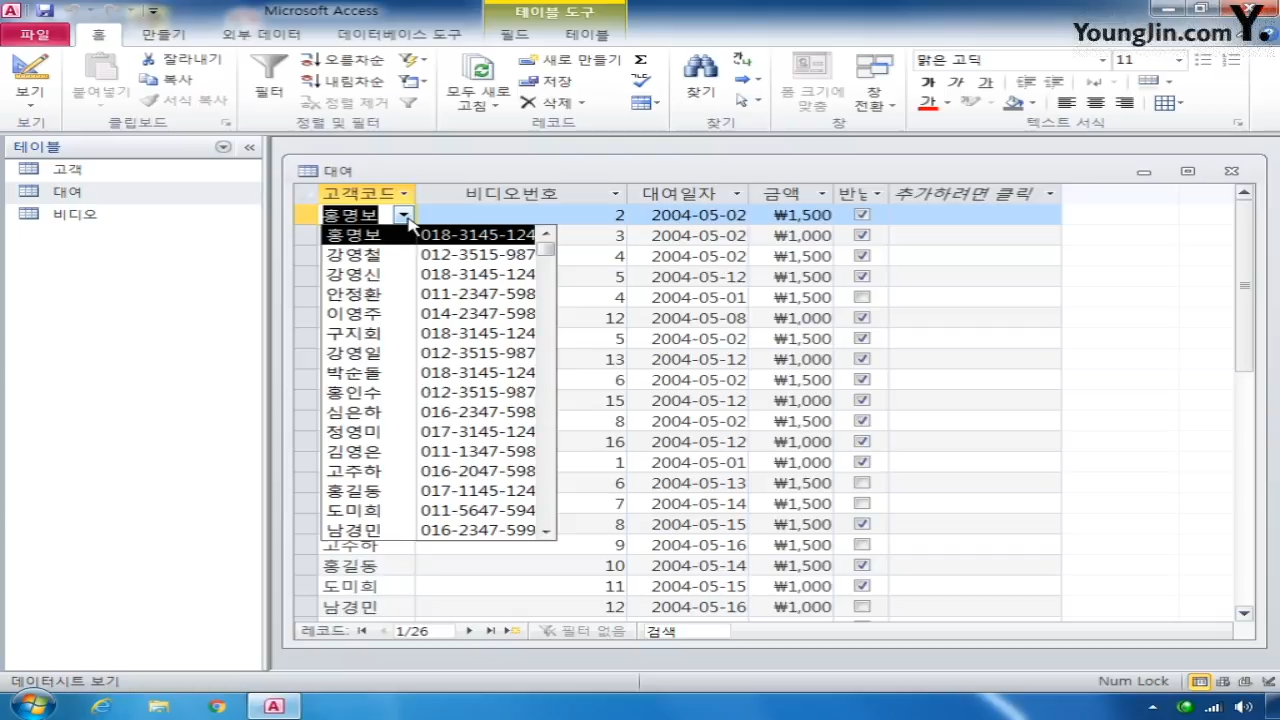 Microsoft Access
테이블 도구
YoungJin.com Y.
파일
홈
만들기
외부 데이터
데이터베이스 도구
필드
테이블
보기
보기
붙여넣기
잘라내기
복사
서식 복사
클립보드
필터
오름차순
내림차순
정렬 제거
정렬 및 필터
모두 새로
고침
새로 만들기
저장
삭제
레코드
찾기
찾기
폼 크기에
맞춤
창
전환
창
맑은 고딕
11
가 가 가
가
텍스트 서식
테이블
고객
대여
비디오
대여
고객코드 비디오번호 대여일자 금액 반납 추가하려면 클릭
홍명보 2 2004-05-02 ₩1,500
홍명보 018-3145-124 3 2004-05-02 ₩1,000
강영철 012-3515-987 4 2004-05-02 ₩1,500
강영신 018-3145-124 5 2004-05-12 ₩1,000
안정환 011-2347-598 4 2004-05-01 ₩1,500
이영주 014-2347-598 12 2004-05-08 ₩1,000
구지회 018-3145-124 5 2004-05-02 ₩1,500
강영일 012-3515-987 13 2004-05-12 ₩1,000
박순돌 018-3145-124 6 2004-05-02 ₩1,500
홍인수 012-3515-987 15 2004-05-12 ₩1,000
심은하 016-2347-598 8 2004-05-02 ₩1,500
정영미 017-3145-124 16 2004-05-12 ₩1,000
김영은 011-1347-598 1 2004-05-01 ₩1,000
고주하 016-2047-598 6 2004-05-13 ₩1,500
홍길동 017-1145-124 7 2004-05-14 ₩1,500
도미희 011-5647-594 8 2004-05-15 ₩1,500
남경민 016-2347-599
고주하 9 2004-05-16 ₩1,500
홍길동 10 2004-05-14 ₩1,500
도미희 11 2004-05-15 ₩1,000
남경민 12 2004-05-16 ₩1,000
레코드: 1/26 필터 없음 검색
데이터시트 보기
Num Lock